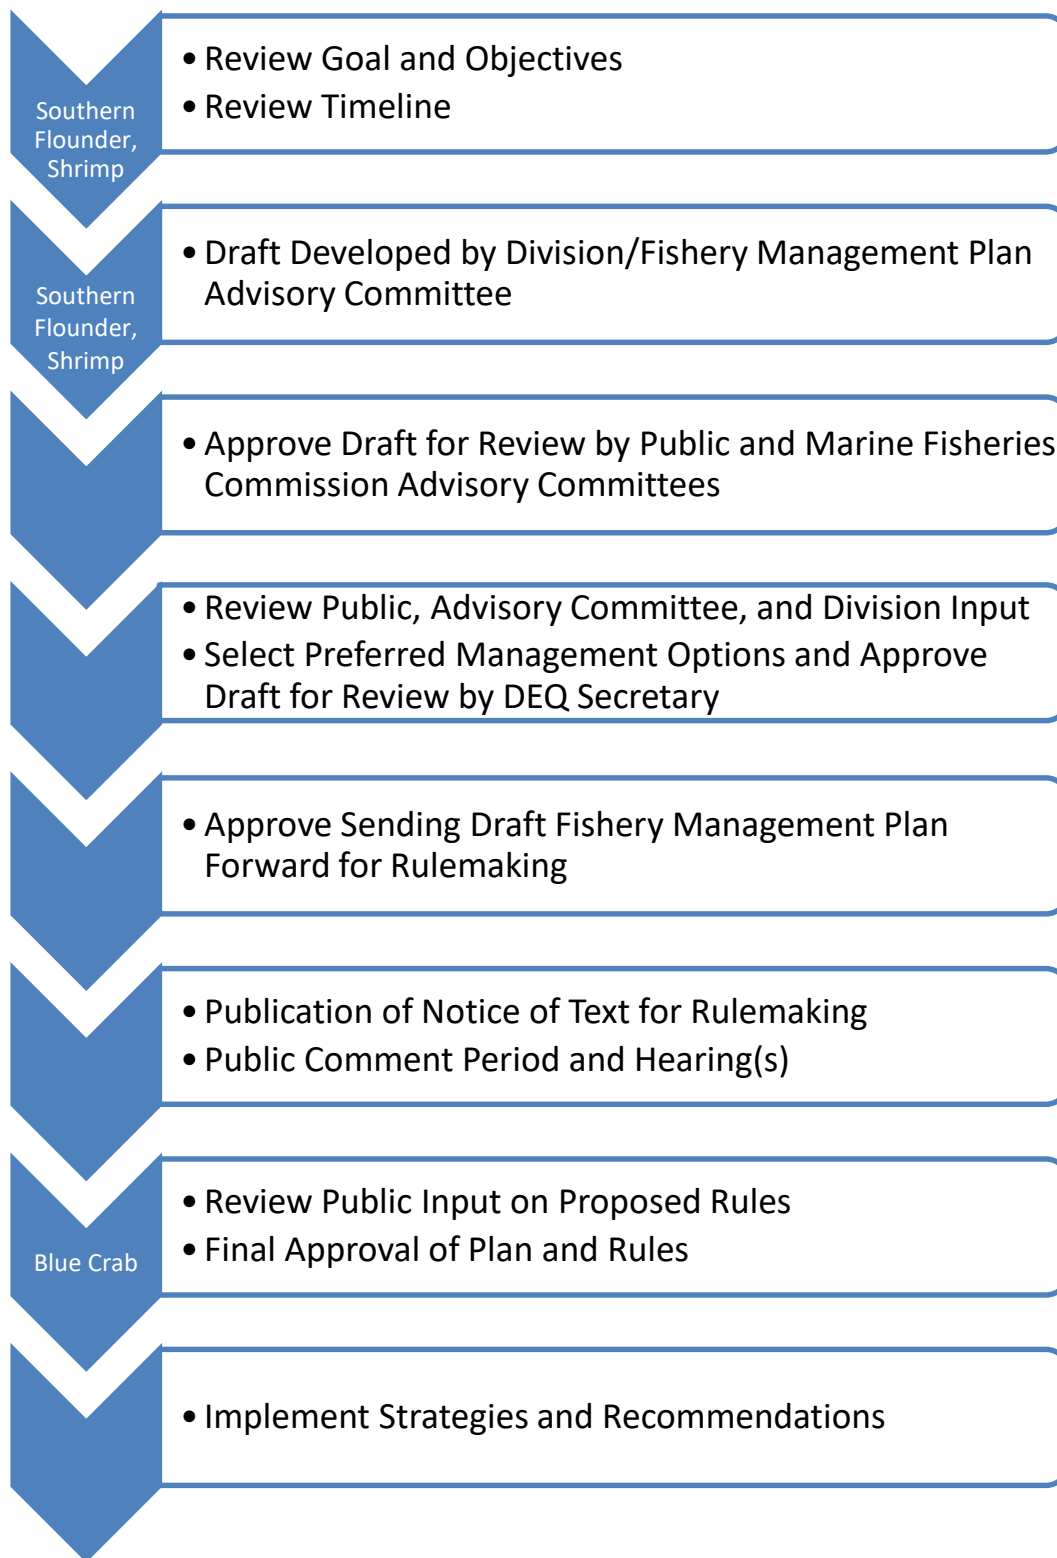 Southern
Flounder,
Shrimp
• Review Goal and Objectives
• Review Timeline
Southern
Flounder,
Shrimp
• Draft Developed by Division/Fishery Management Plan
Advisory Committee
• Approve Draft for Review by Public and Marine Fisheries
Commission Advisory Committees
• Review Public, Advisory Committee, and Division Input
• Select Preferred Management Options and Approve
Draft for Review by DEQ Secretary
• Approve Sending Draft Fishery Management Plan
Forward for Rulemaking
• Publication of Notice of Text for Rulemaking
• Public Comment Period and Hearing(s)
Blue Crab
• Review Public Input on Proposed Rules
• Final Approval of Plan and Rules
• Implement Strategies and Recommendations